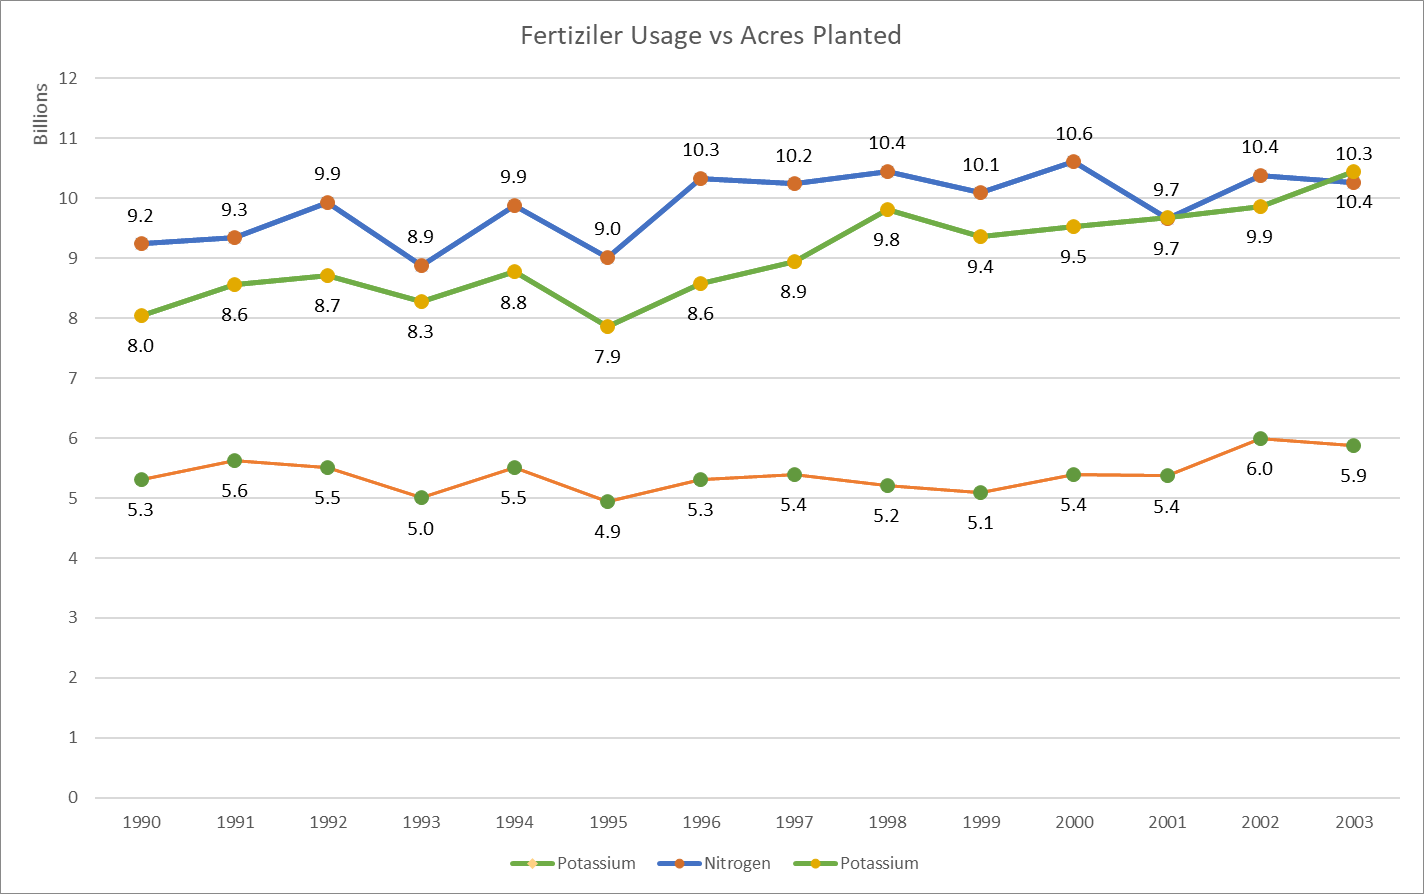 Fertiziler Usage vs Acres Planted
Billions
12
11
10
9
8
7
6
5
4
3
2
1
0
9.2 9.3 9.9 8.9 9.9 9.0 10.3 10.2 10.4 10.1 10.6 9.7 10.4 10.3
8.0 8.6 8.7 8.3 8.8 7.9 8.6 8.9 9.8 9.4 9.5 9.7 9.9 10.4
5.3 5.6 5.5 5.0 5.5 4.9 5.3 5.4 5.2 5.1 5.4 5.4 6.0 5.9
1990 1991 1992 1993 1994 1995 1996 1997 1998 1999 2000 2001 2002 2003
Potassium Nitrogen Potassium